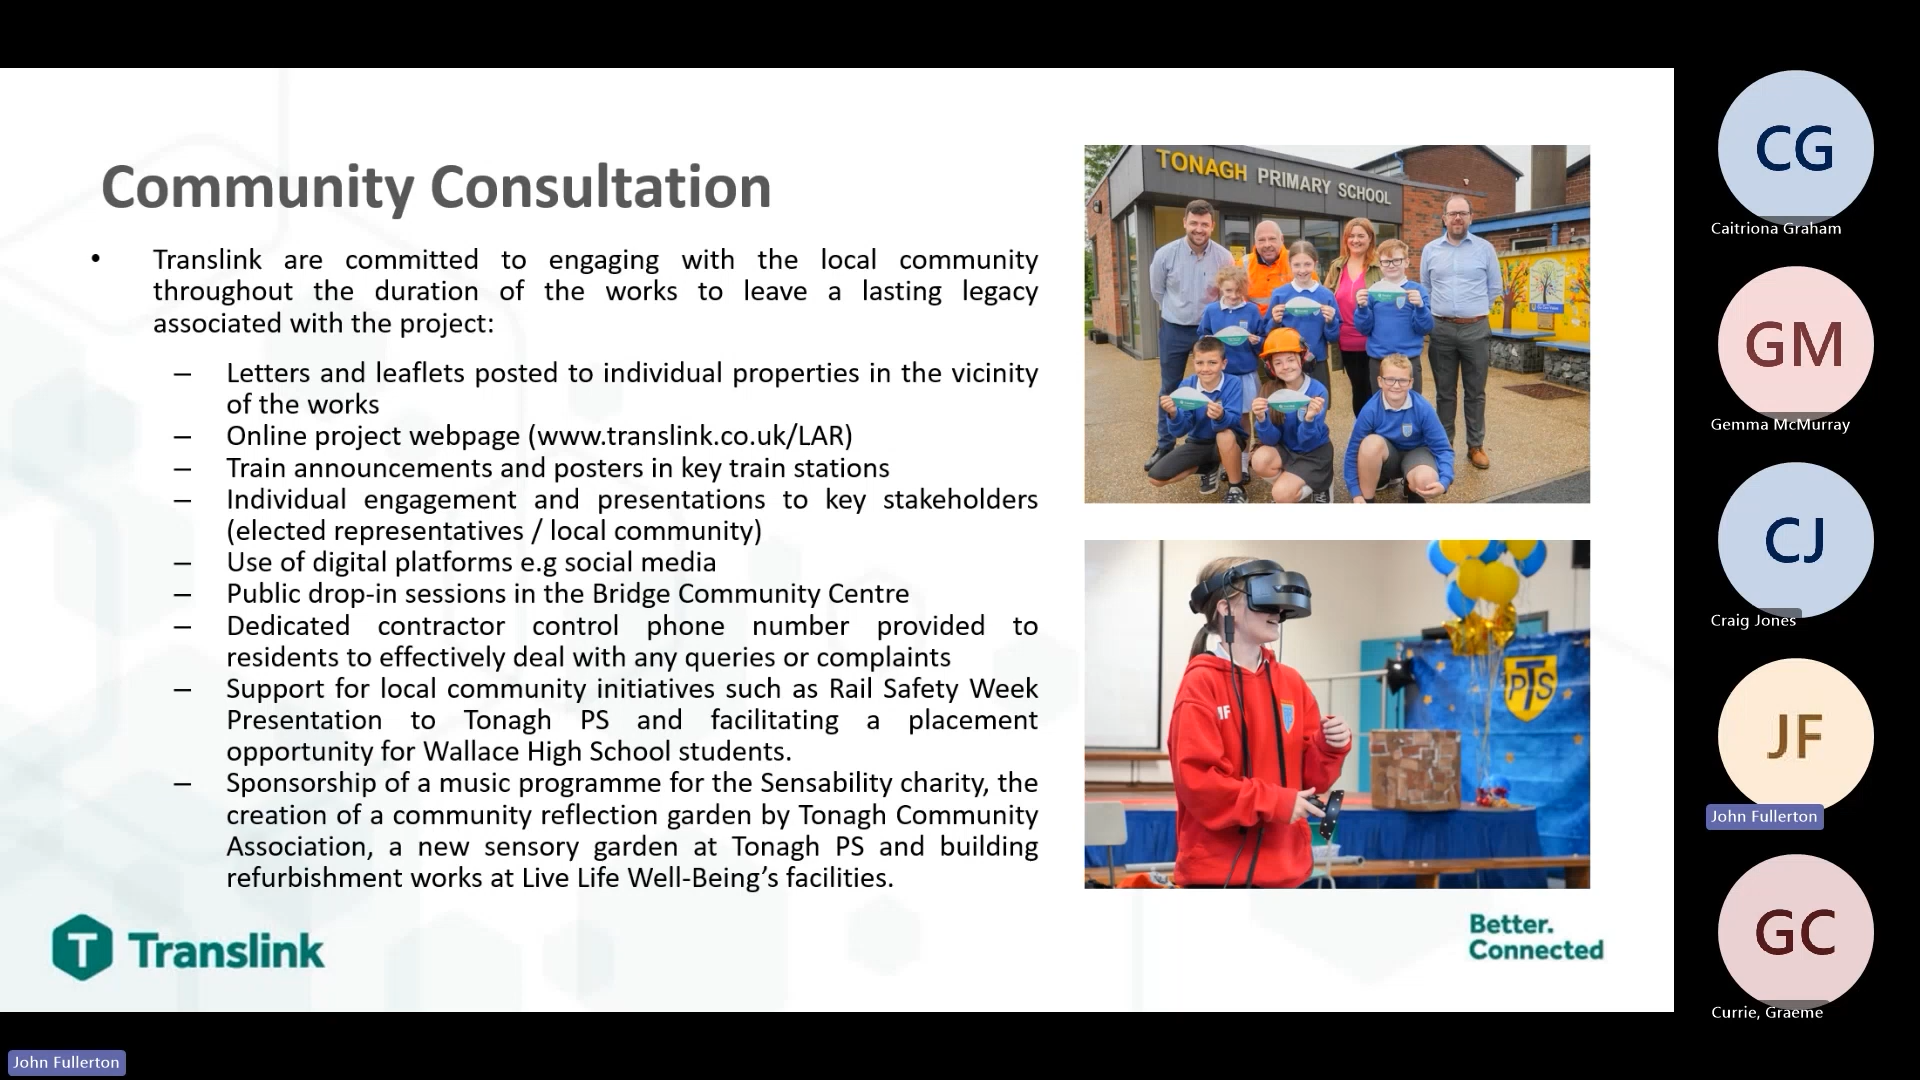 Community Consultation
• Translink are committed to engaging with the local community
throughout the duration of the works to leave a lasting legacy
associated with the project:
– Letters and leaflets posted to individual properties in the vicinity
of the works
– Online project webpage (www.translink.co.uk/LAR)
– Train announcements and posters in key train stations
– Individual engagement and presentations to key stakeholders
(elected representatives / local community)
– Use of digital platforms e.g social media
– Public drop-in sessions in the Bridge Community Centre
– Dedicated contractor control phone number provided to
residents to effectively deal with any queries or complaints
– Support for local community initiatives such as Rail Safety Week
Presentation to Tonagh PS and facilitating a placement
opportunity for Wallace High School students.
– Sponsorship of a music programme for the Sensability charity, the
creation of a community reflection garden by Tonagh Community
Association, a new sensory garden at Tonagh PS and building
refurbishment works at Live Life Well-Being’s facilities.
TONAGH PRIMARY SCHOOL
PTS
T Translink
Better.
Connected
CG
Caitriona Graham
GM
Gemma McMurray
CJ
Craig Jones
JF
John Fullerton
GC
Currie, Graeme
John Fullerton